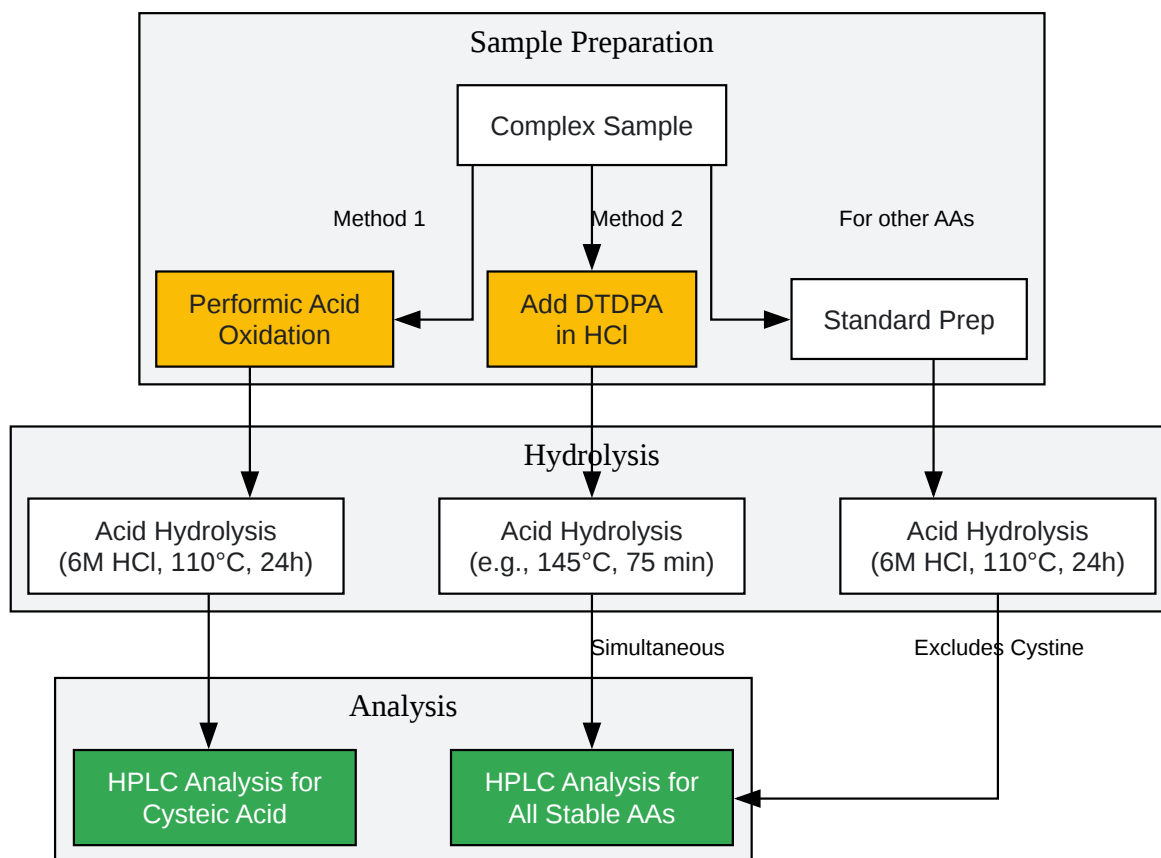 Sample Preparation
Complex Sample
Method 1
Method 2
For other AAs
Performic Acid
Oxidation
Add DTDPA
in HCl
Standard Prep
Hydrolysis
Acid Hydrolysis
(6M HCl, 110°C, 24h)
Acid Hydrolysis
(e.g., 145°C, 75 min)
Acid Hydrolysis
(6M HCl, 110°C, 24h)
Simultaneous
Excludes Cystine
Analysis
HPLC Analysis for
Cysteic Acid
HPLC Analysis for
All Stable AAs